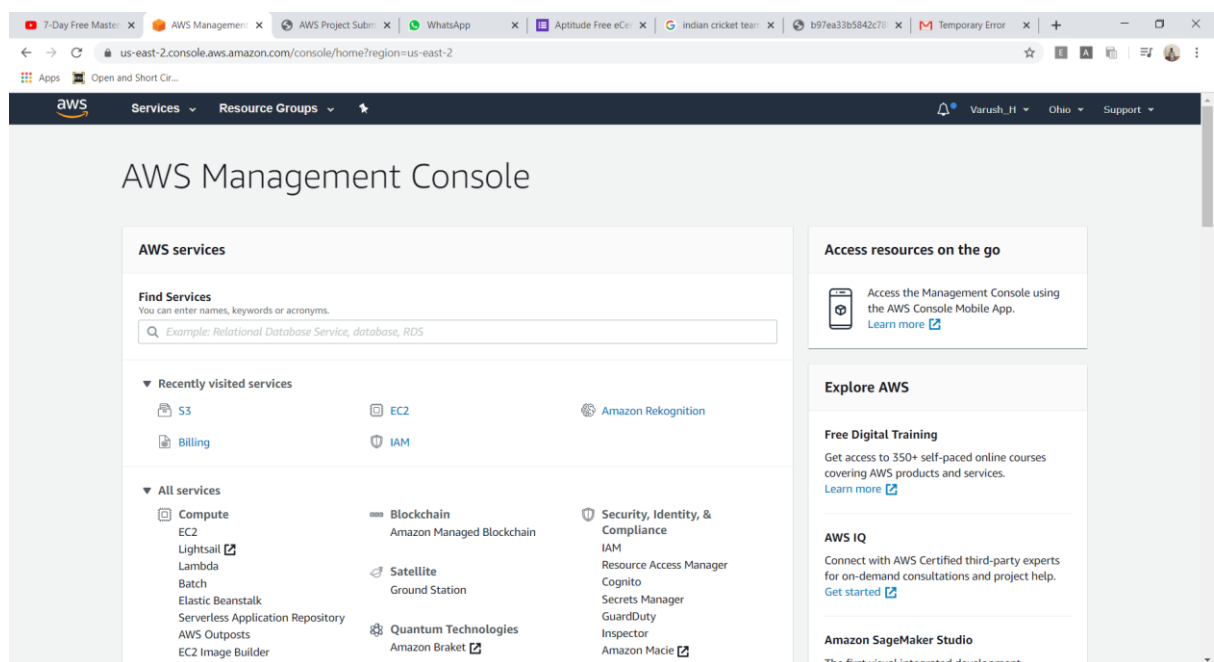 7-Day Free Master
AWS Management
AWS Project Subm
WhatsApp
Aptitude Free eCer
indian cricket team
b97ea33b5842c78
Temporary Error
us-east-2.console.aws.amazon.com/console/home?region=us-east-2
Apps
Open and Short Cir...
aws
Services
Resource Groups
Varush_H
Ohio
Support
AWS Management Console
AWS services
Find Services
You can enter names, keywords or acronyms.
Example: Relational Database Service, database, RDS
Recently visited services
S3
EC2
Amazon Rekognition
Billing
IAM
All services
Compute
EC2
Lightsail
Lambda
Batch
Elastic Beanstalk
Serverless Application Repository
AWS Outposts
EC2 Image Builder
Blockchain
Amazon Managed Blockchain
Satellite
Ground Station
Quantum Technologies
Amazon Braket
Security, Identity, &
Compliance
IAM
Resource Access Manager
Cognito
Secrets Manager
GuardDuty
Inspector
Amazon Macie
Access resources on the go
Access the Management Console using
the AWS Console Mobile App.
Learn more
Explore AWS
Free Digital Training
Get access to 350+ self-paced online courses
covering AWS products and services.
Learn more
AWS IQ
Connect with AWS Certified third-party experts
for on-demand consultations and project help.
Get started
Amazon SageMaker Studio
The first visual integrated development